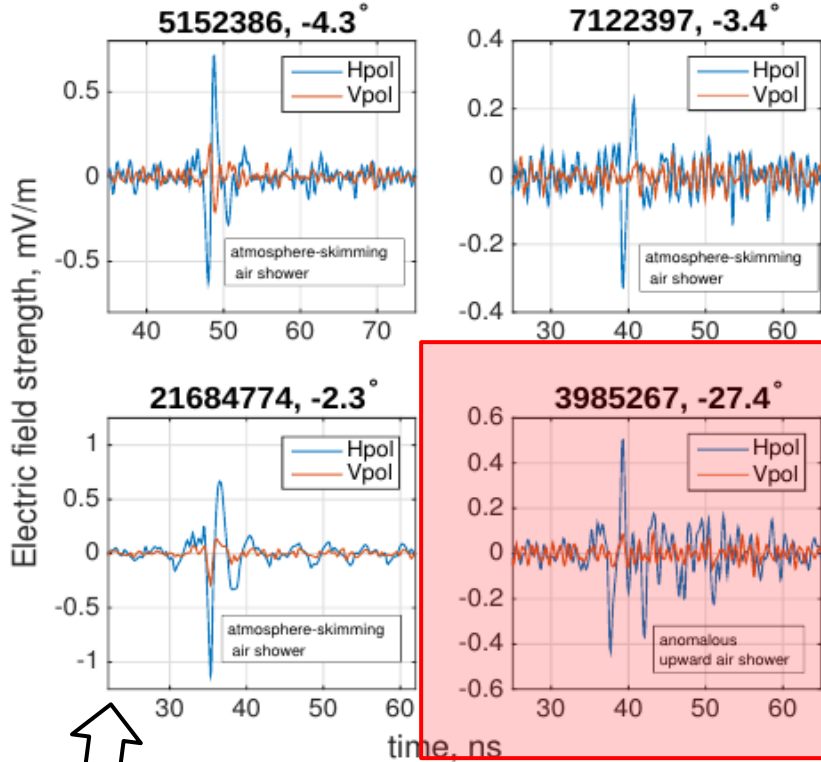 5152386, -4.3°
7122397, -3.4°
Electric field strength, mV/m
0.5
0
-0.5
Hpol
Vpol
atmosphere-skimming
air shower
40 50 60 70
0.4
0.2
0
-0.2
-0.4
Hpol
Vpol
atmosphere-skimming
air shower
30 40 50 60
21684774, -2.3°
3985267, -27.4°
1
0.5
0
-0.5
-1
Hpol
Vpol
atmosphere-skimming
air shower
30 40 50 60
0.6
0.4
0.2
0
-0.2
-0.4
-0.6
Hpol
Vpol
anomalous
upward air shower
30 40 50 60
time, ns